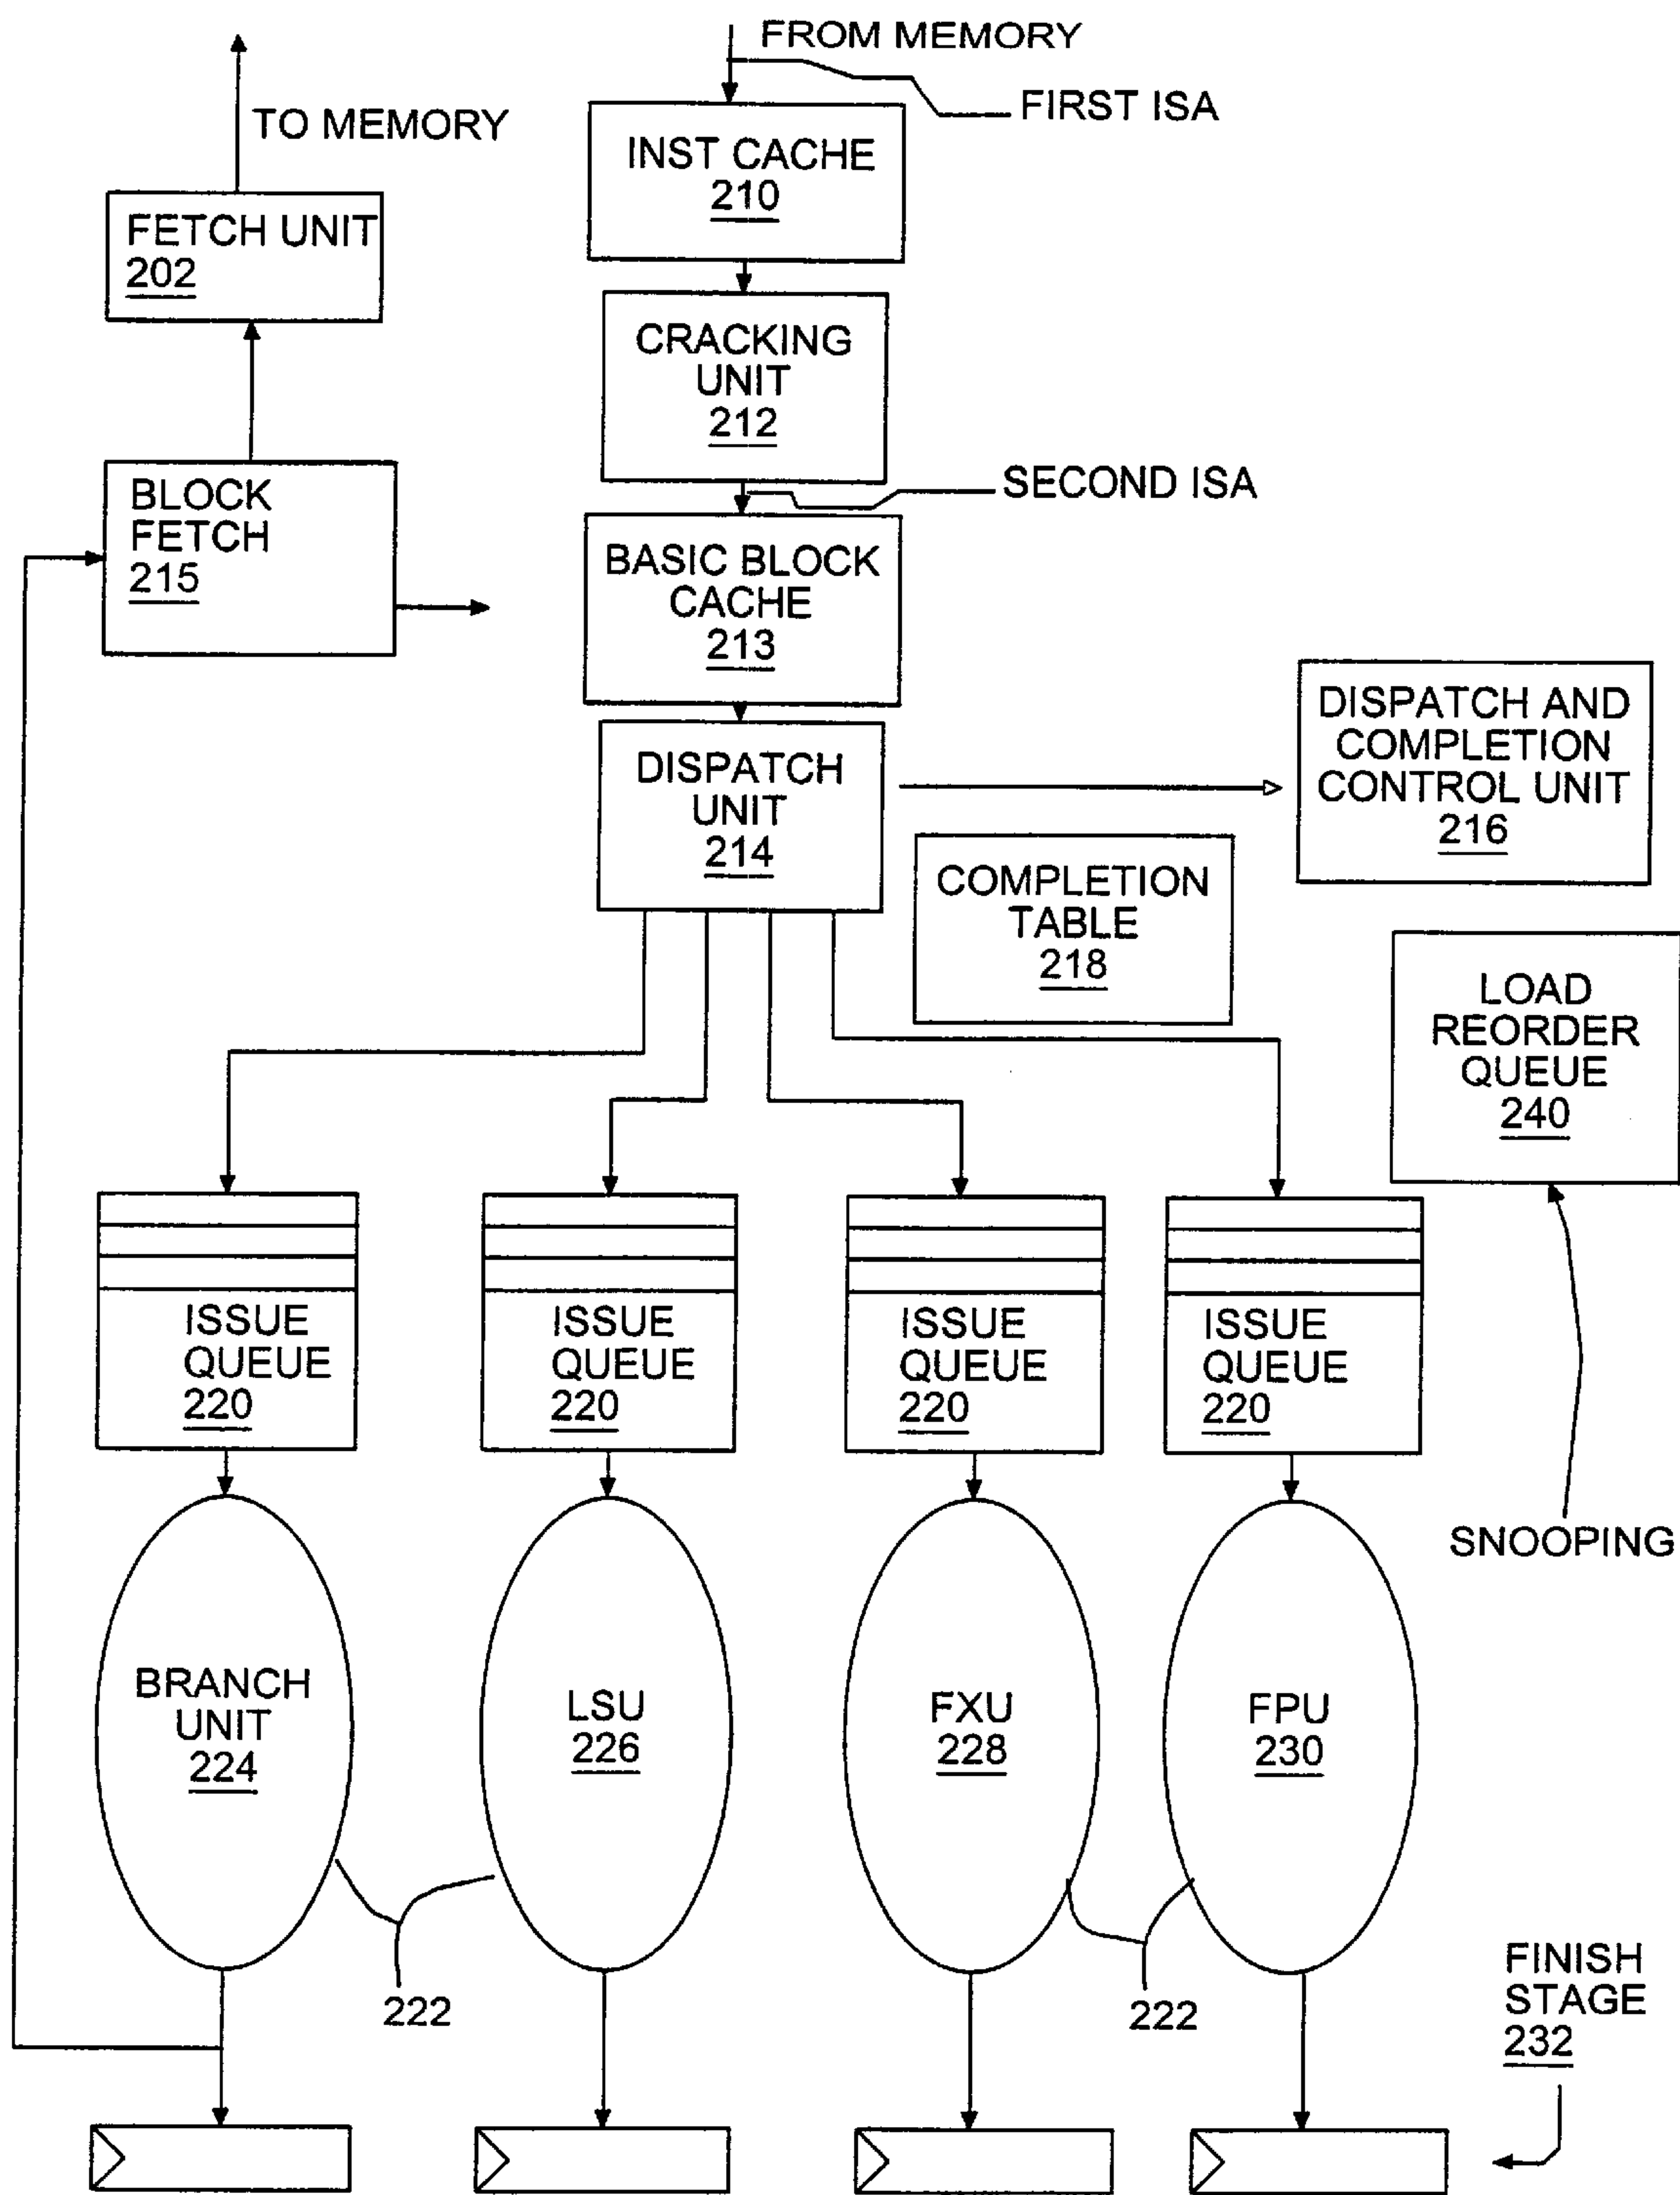 FROM MEMORY
FIRST ISA
TO MEMORY
INST CACHE
210
FETCH UNIT
202
CRACKING
UNIT
212
SECOND ISA
BLOCK
FETCH
215
BASIC BLOCK
CACHE
213
DISPATCH AND
COMPLETION
CONTROL UNIT
216
DISPATCH
UNIT
214
COMPLETION
TABLE
218
LOAD
REORDER
QUEUE
240
ISSUE
QUEUE
220
ISSUE
QUEUE
220
ISSUE
QUEUE
220
ISSUE
QUEUE
220
SNOOPING
BRANCH
UNIT
224
LSU
226
FXU
228
FPU
230
222
222
FINISH
STAGE
232